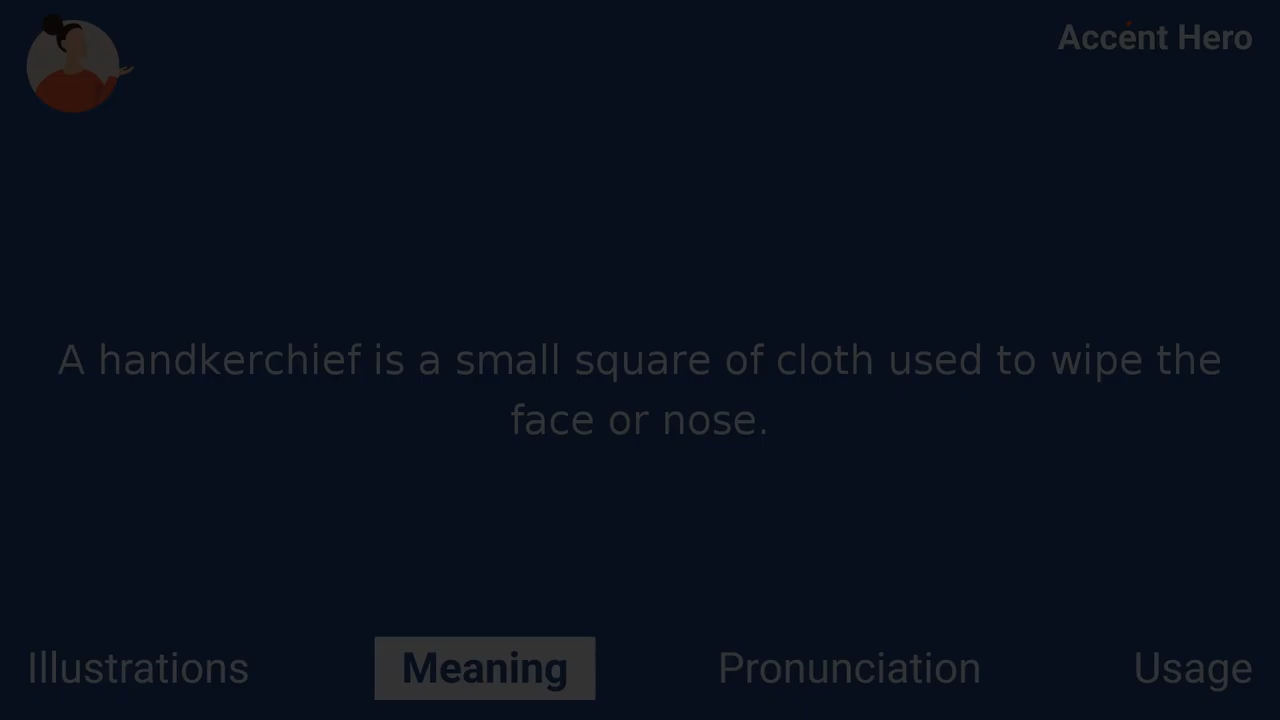 Accent Hero
A handkerchief is a small square of cloth used to wipe the
face or nose.
Illustrations Meaning Pronunciation Usage